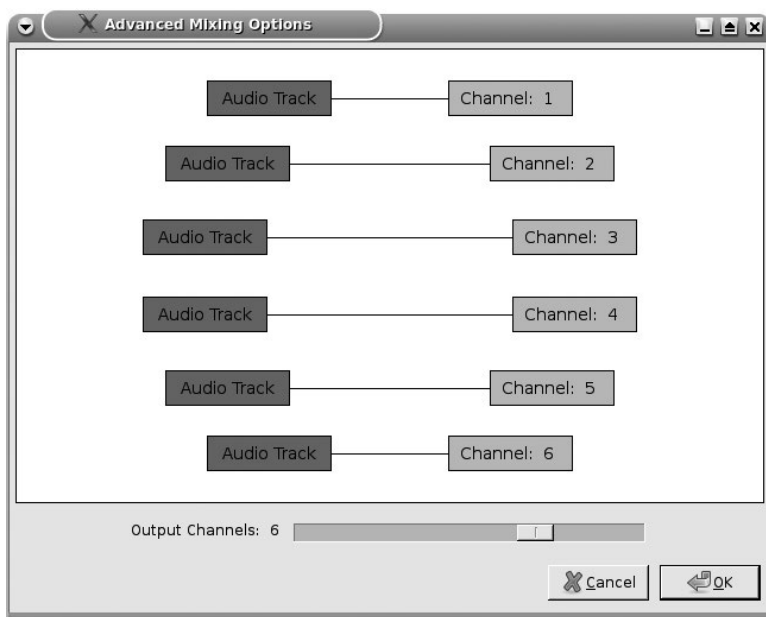 Advanced Mixing Options
Audio Track Channel: 1
Audio Track Channel: 2
Audio Track Channel: 3
Audio Track Channel: 4
Audio Track Channel: 5
Audio Track Channel: 6
Output Channels: 6
Cancel OK